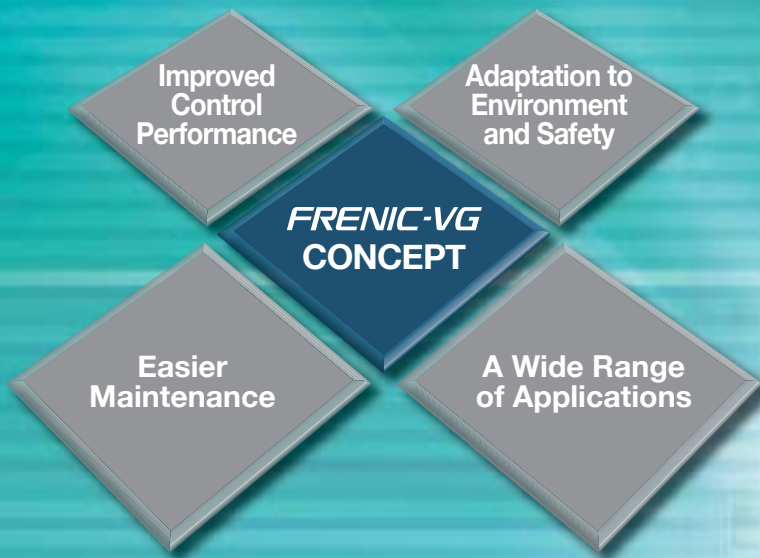 Improved
Control
Performance
Adaptation to
Environment
and Safety
FRENIC-VG
CONCEPT
Easier
Maintenance
A Wide Range
of Applications